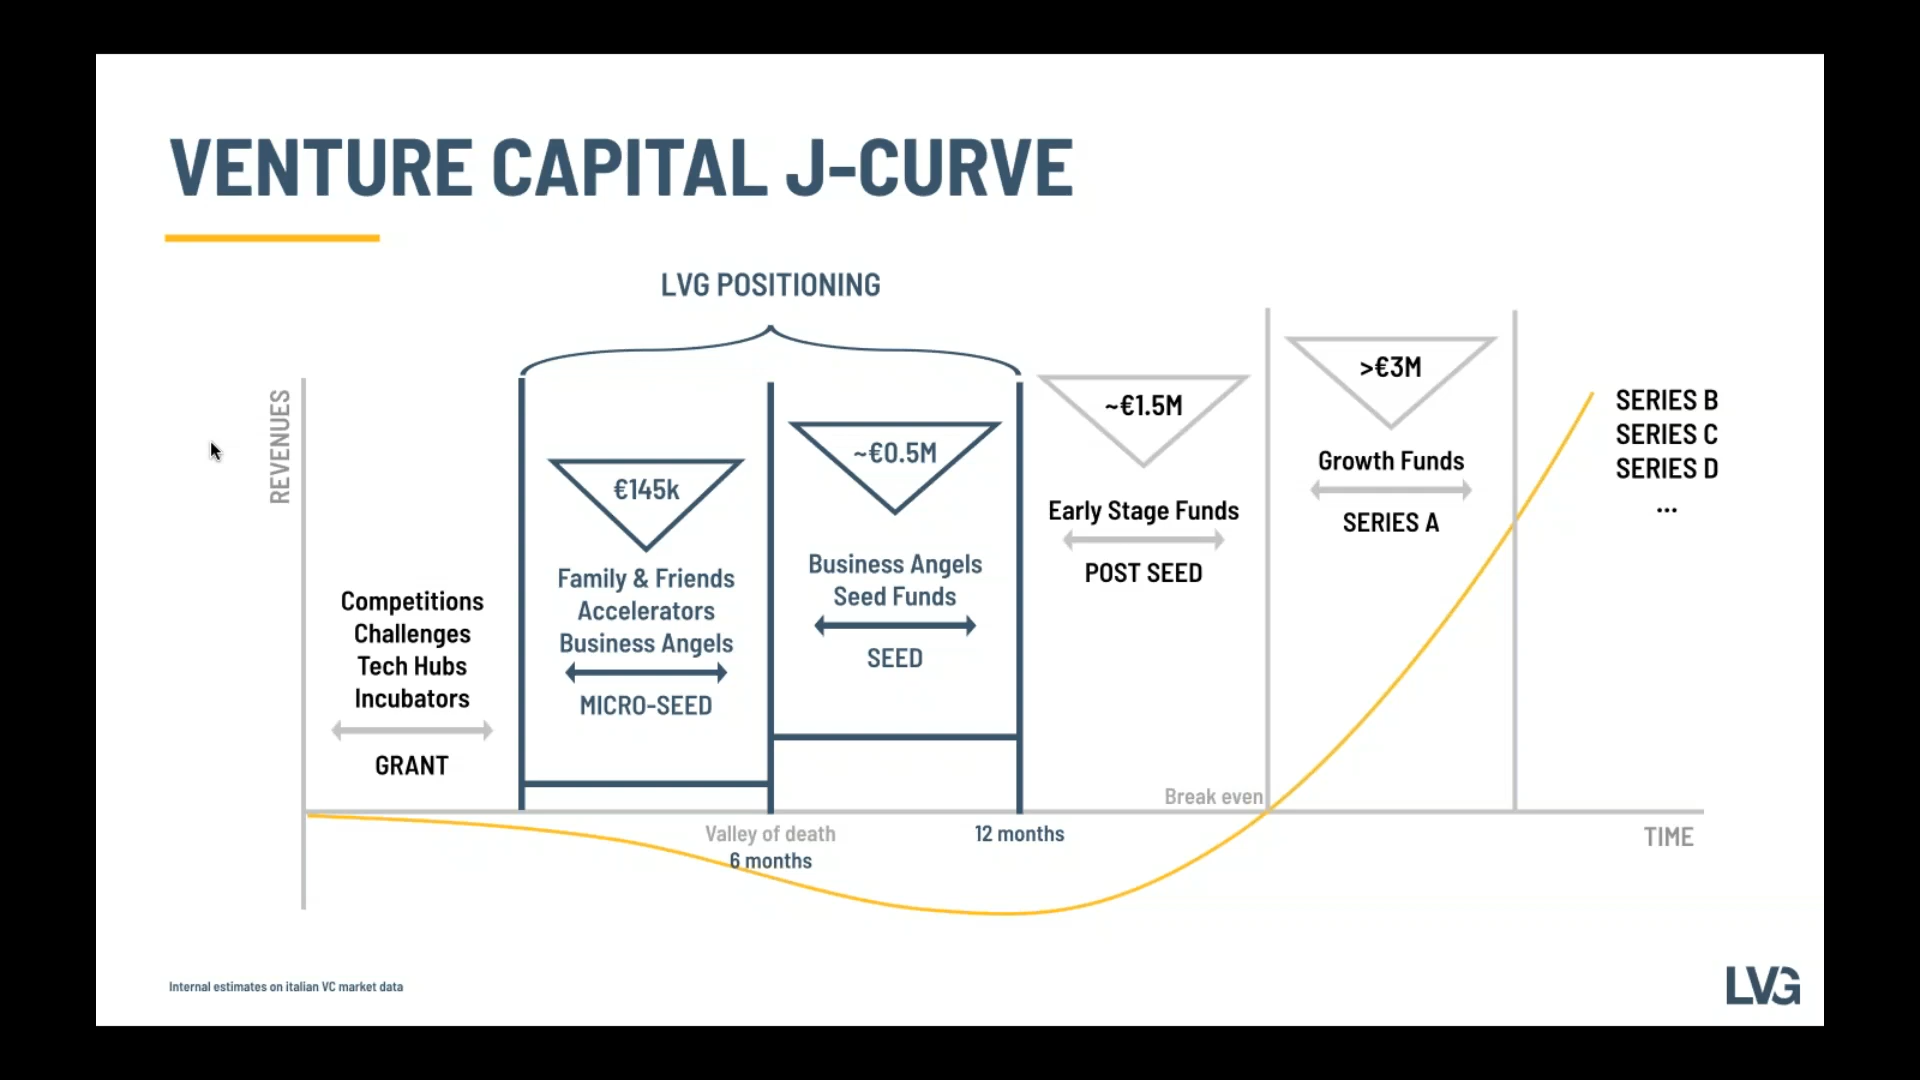 VENTURE CAPITAL J-CURVE
LVG POSITIONING
REVENUES
Competitions
Challenges
Tech Hubs
Incubators
GRANT
€145k
Family & Friends
Accelerators
Business Angels
MICRO-SEED
~€0.5M
Business Angels
Seed Funds
SEED
~€1.5M
Early Stage Funds
POST SEED
>€3M
Growth Funds
SERIES A
SERIES B
SERIES C
SERIES D
...
Break even
Valley of death
6 months
12 months
TIME
Internal estimates on italian VC market data
LVG